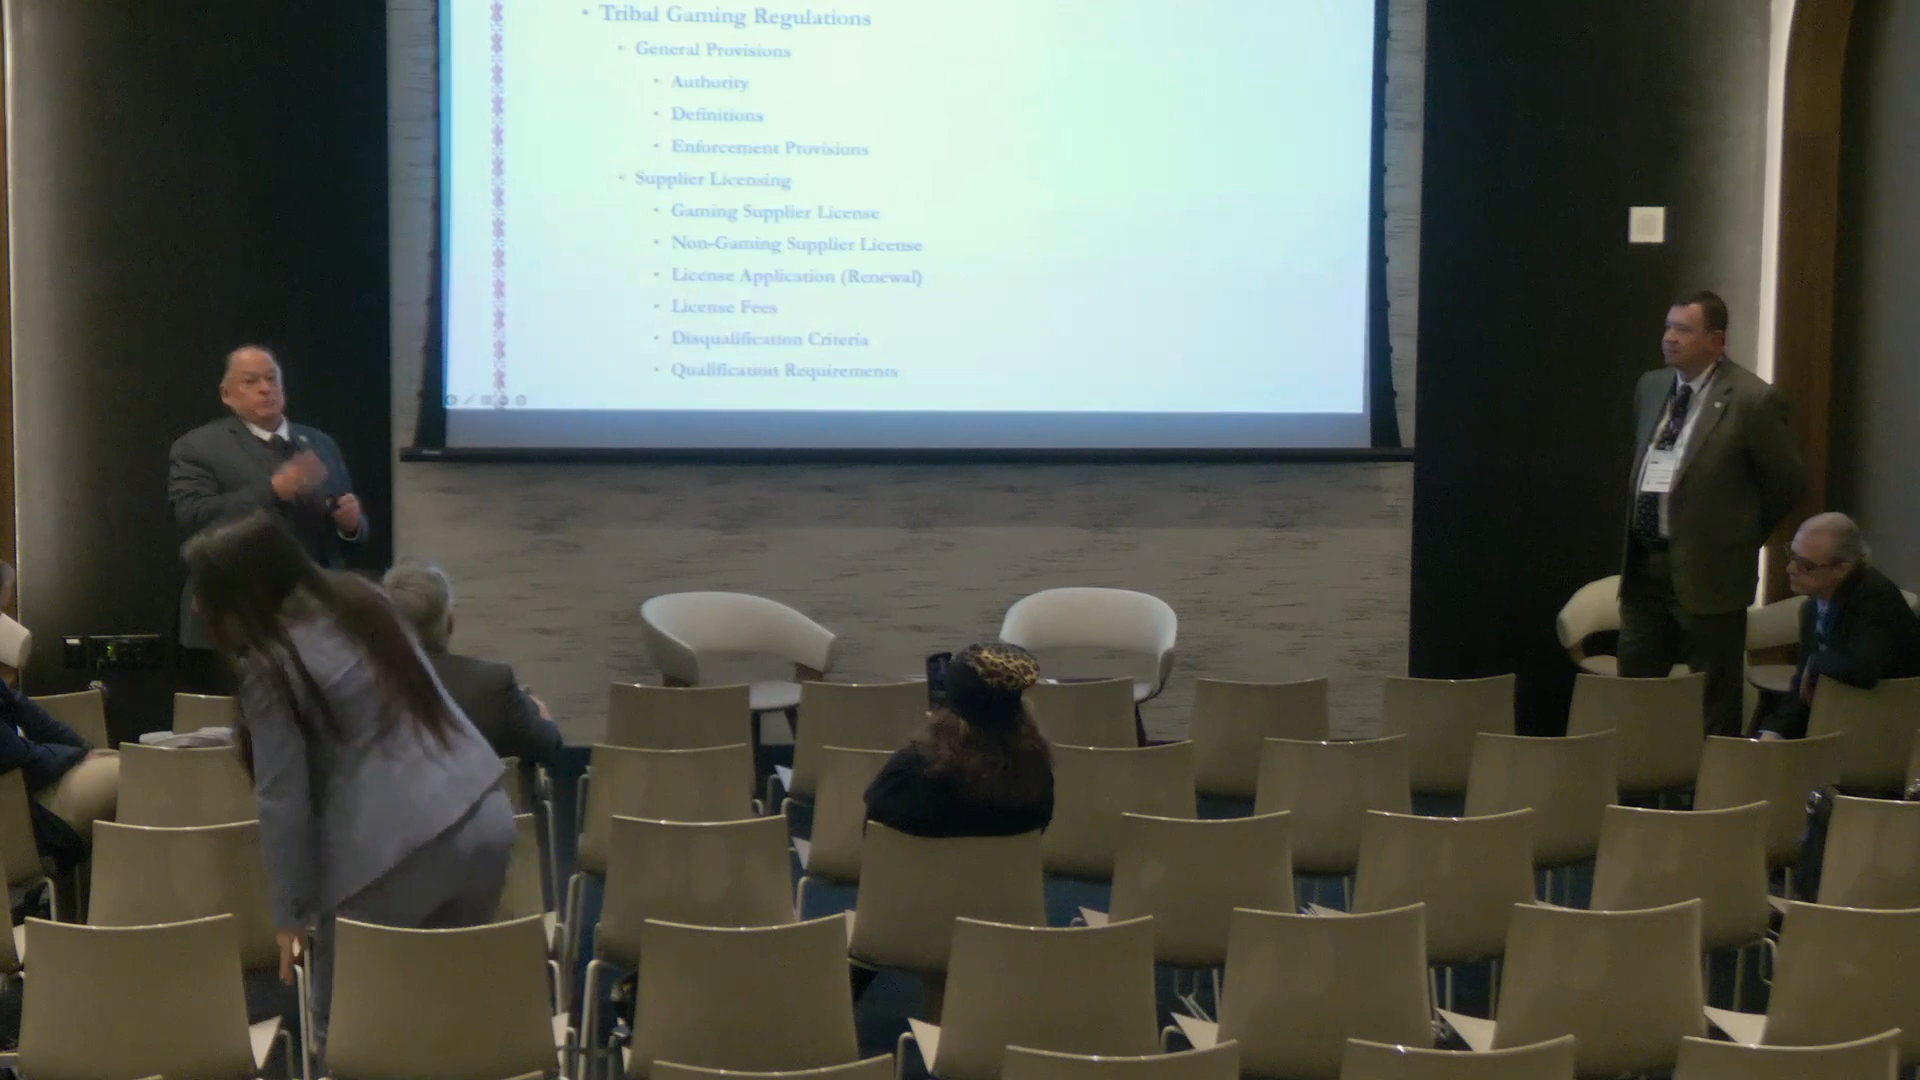 • Tribal Gaming Regulations
• General Provisions
• Authority
• Definitions
• Enforcement Provisions
• Supplier Licensing
• Gaming Supplier License
• Non-Gaming Supplier License
• License Application (Renewal)
• License Fees
• Disqualification Criteria
• Qualification Requirements